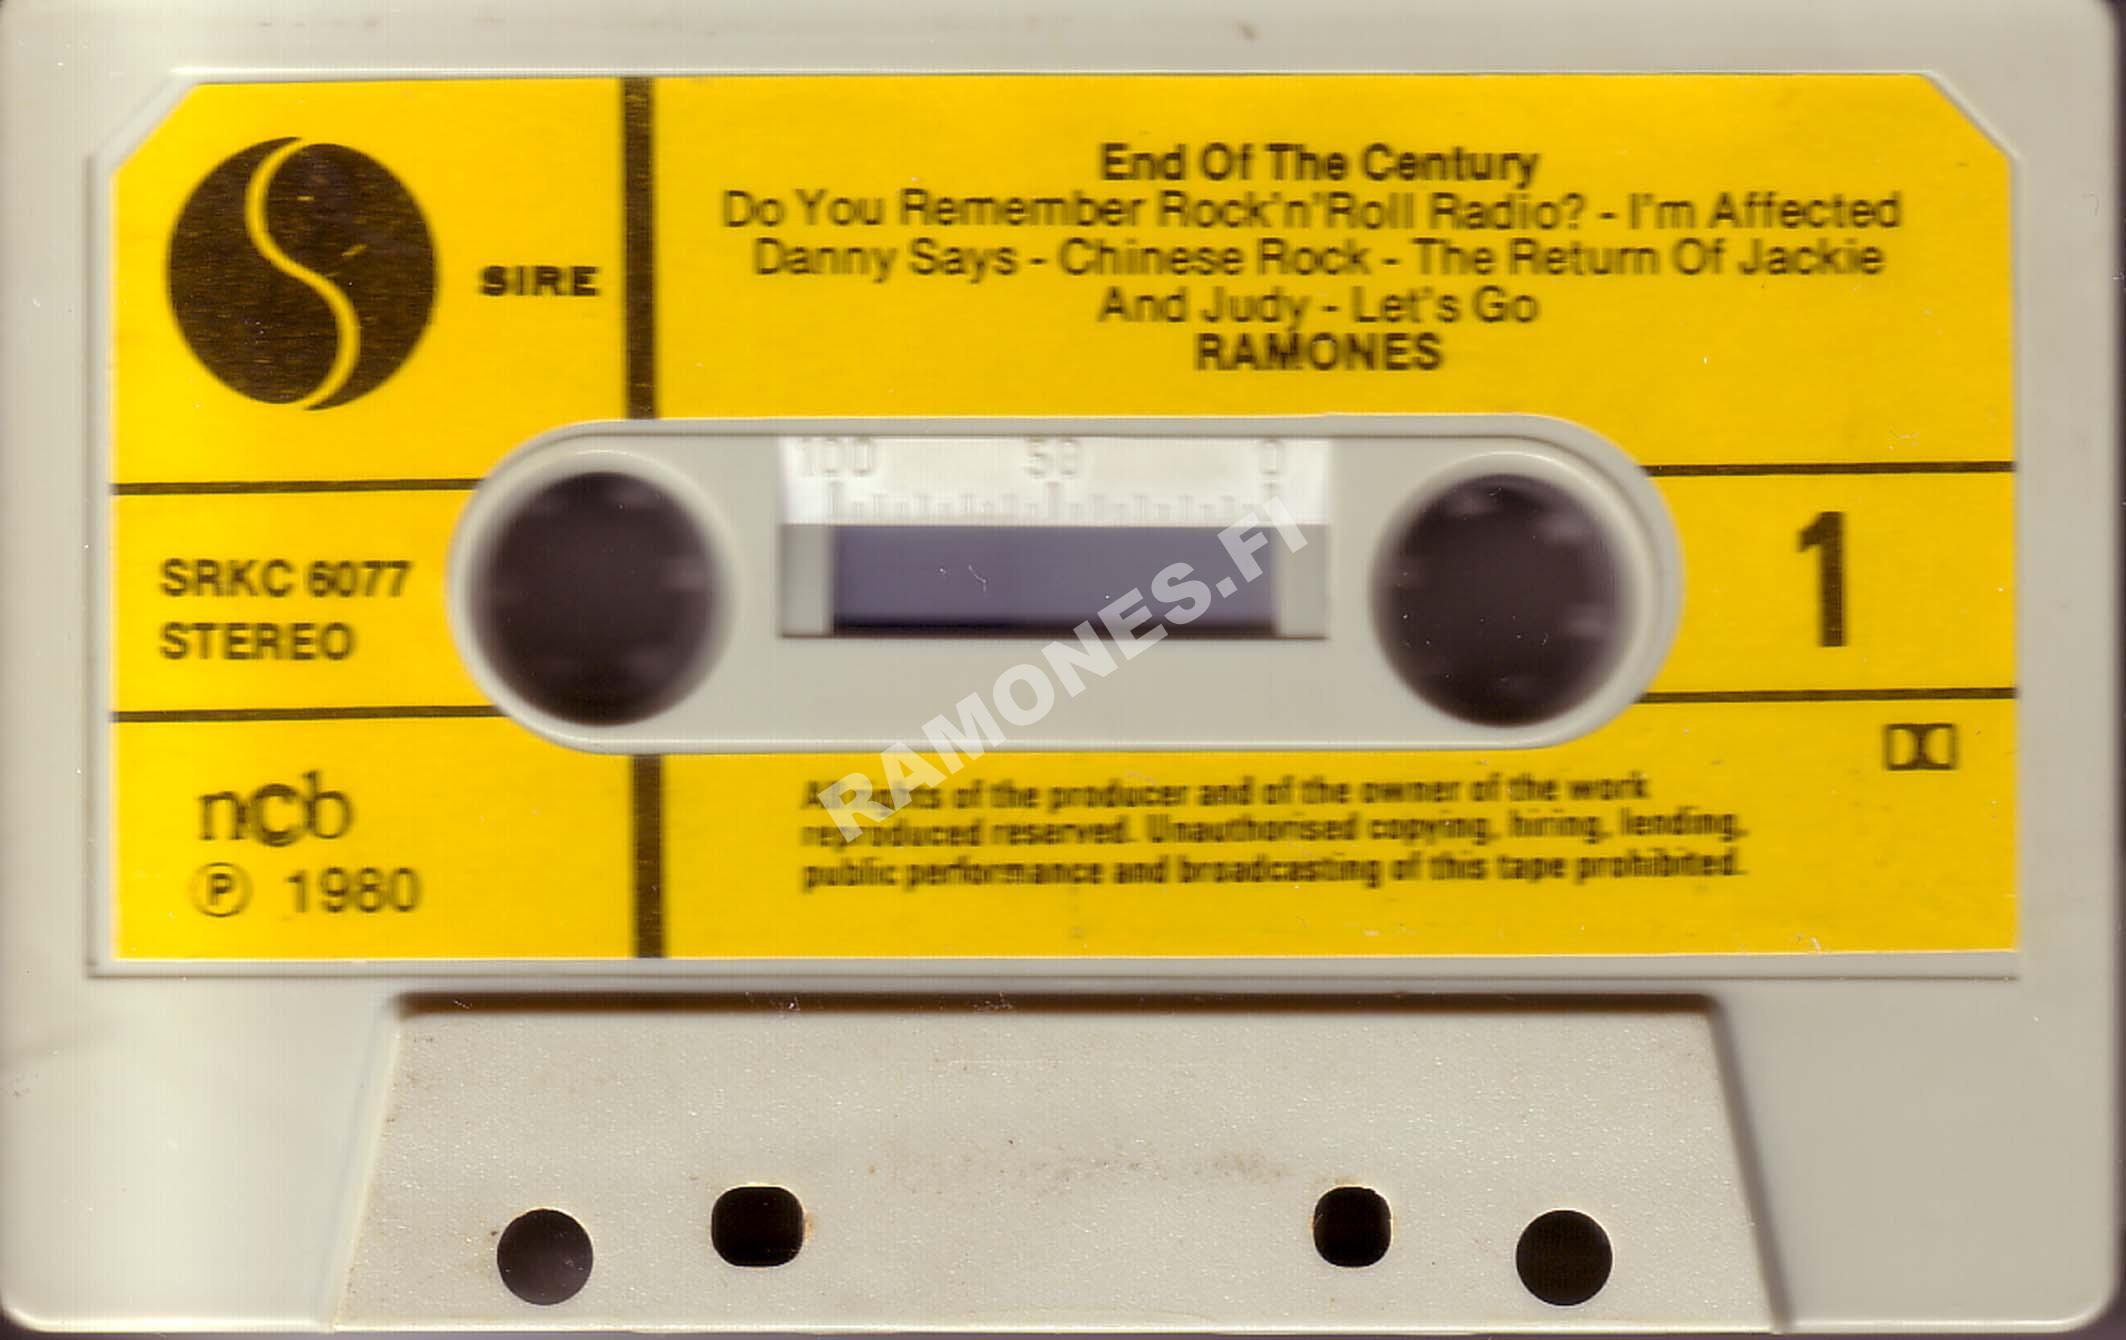 End Of The Century
Do You Remember Rock'n'Roll Radio? - I'm Affected
Danny Says - Chinese Rock - The Return Of Jackie
And Judy - Let's Go
RAMONES
SIRE
100 50 0
SRKC 6077
STEREO
1
RAMONES.FI
ncb
Ⓟ 1980
All rights of the producer and of the owner of the work
reproduced reserved. Unauthorised copying, hiring, lending,
public performance and broadcasting of this tape prohibited.